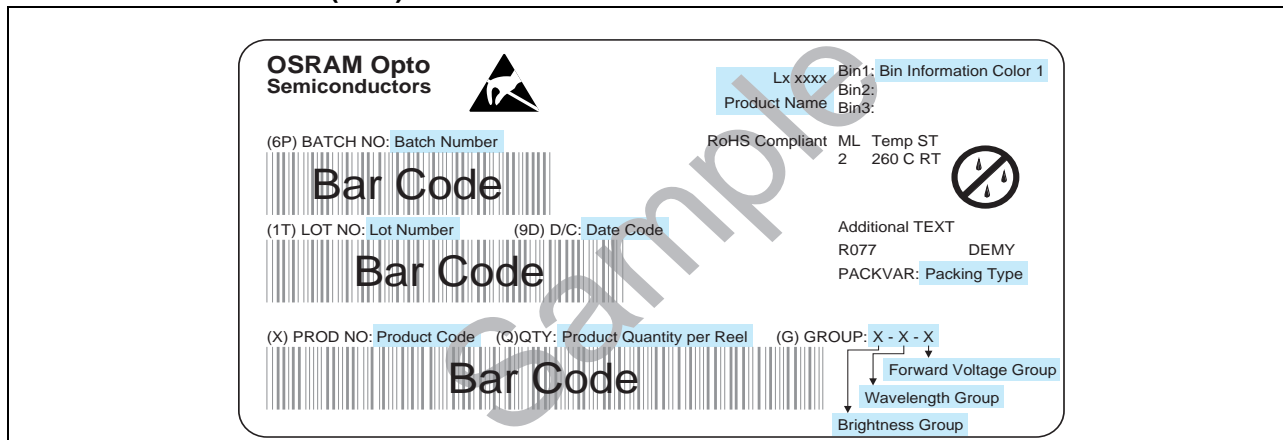 OSRAM Opto
Semiconductors
Lx xxxx
Product Name
Bin1: Bin Information Color 1
Bin2:
Bin3:
(6P) BATCH NO: Batch Number
Bar Code
RoHS Compliant
ML Temp ST
2 260 C RT
(1T) LOT NO: Lot Number (9D) D/C: Date Code
Bar Code
Additional TEXT
R077 DEMY
PACKVAR: Packing Type
(X) PROD NO: Product Code (Q)QTY: Product Quantity per Reel (G) GROUP: X - X - X
Bar Code
Forward Voltage Group
Wavelength Group
Brightness Group
Sample